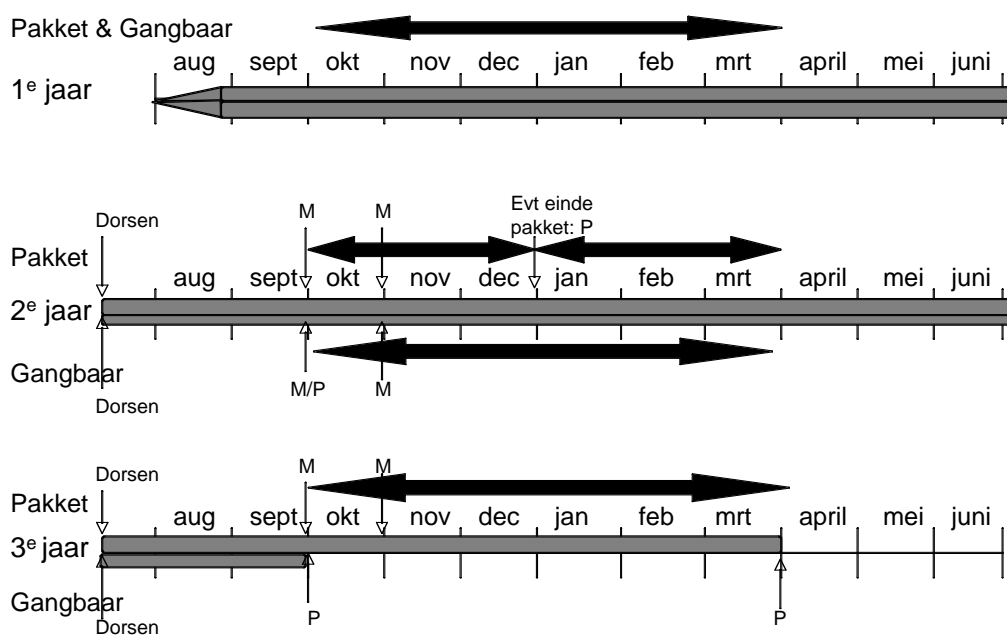 Pakket & Gangbaar
aug sept okt nov dec jan feb mrt april mei juni
1e jaar
Dorsen M M Evt einde
pakket: P
Pakket
aug sept okt nov dec jan feb mrt april mei juni
2e jaar
Gangbaar M/P M
Dorsen
Dorsen M M
Pakket
aug sept okt nov dec jan feb mrt april mei juni
3e jaar
Gangbaar P P
Dorsen